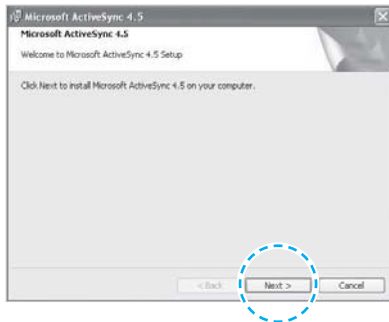 Microsoft ActiveSync 4.5
Microsoft ActiveSync 4.5
Welcome to Microsoft ActiveSync 4.5 Setup
Click Next to install Microsoft ActiveSync 4.5 on your computer.
< Back Next > Cancel